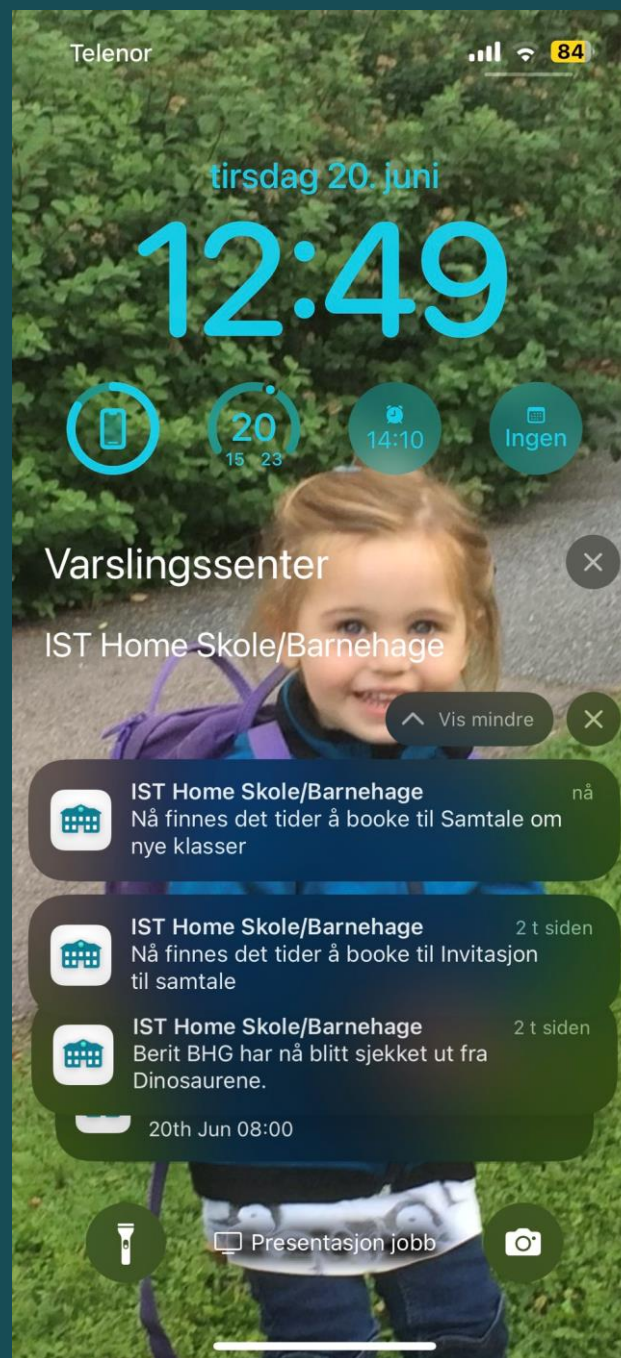 Telenor
84
tirsdag 20. juni
12:49
20
15 23
14:10
Ingen
Varslingssenter
IST Home Skole/Barnehage
Vis mindre
IST Home Skole/Barnehage nå
Nå finnes det tider å booke til Samtale om
nye klasser
IST Home Skole/Barnehage 2 t siden
Nå finnes det tider å booke til Invitasjon
til samtale
IST Home Skole/Barnehage 2 t siden
Berit BHG har nå blitt sjekket ut fra
Dinosaurene.
20th Jun 08:00
Presentasjon jobb